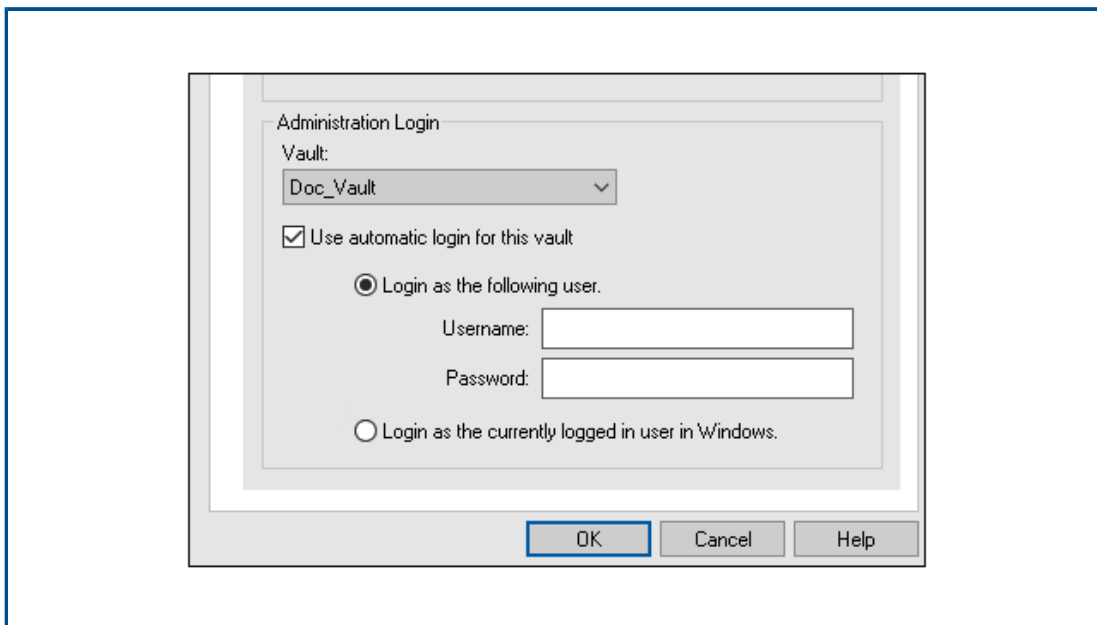 Administration Login
Vault:
Doc_Vault
Use automatic login for this vault
Login as the following user.
Username:
Password:
Login as the currently logged in user in Windows.
OK Cancel Help